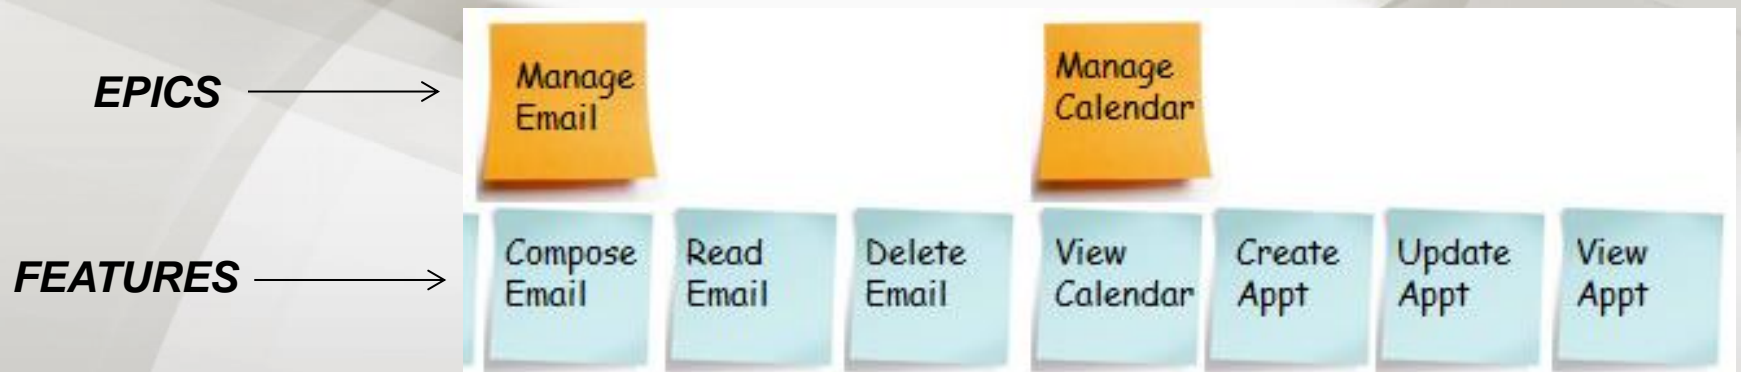 EPICS
Manage
Email
Manage
Calendar
FEATURES
Compose
Email
Read
Email
Delete
Email
View
Calendar
Create
Appt
Update
Appt
View
Appt